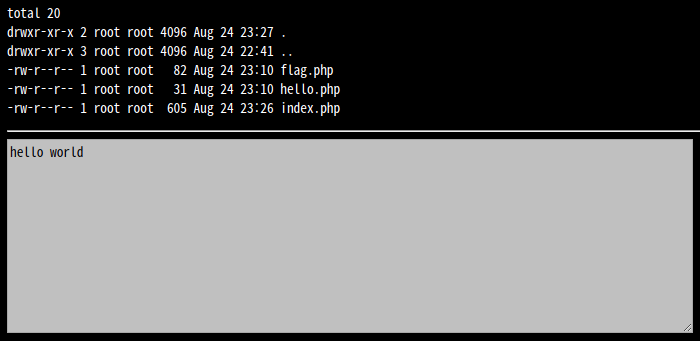 total 20
drwxr-xr-x 2 root root 4096 Aug 24 23:27 .
drwxr-xr-x 3 root root 4096 Aug 24 22:41 ..
-rw-r--r-- 1 root root   82 Aug 24 23:10 flag.php
-rw-r--r-- 1 root root   31 Aug 24 23:10 hello.php
-rw-r--r-- 1 root root  605 Aug 24 23:26 index.php
hello world